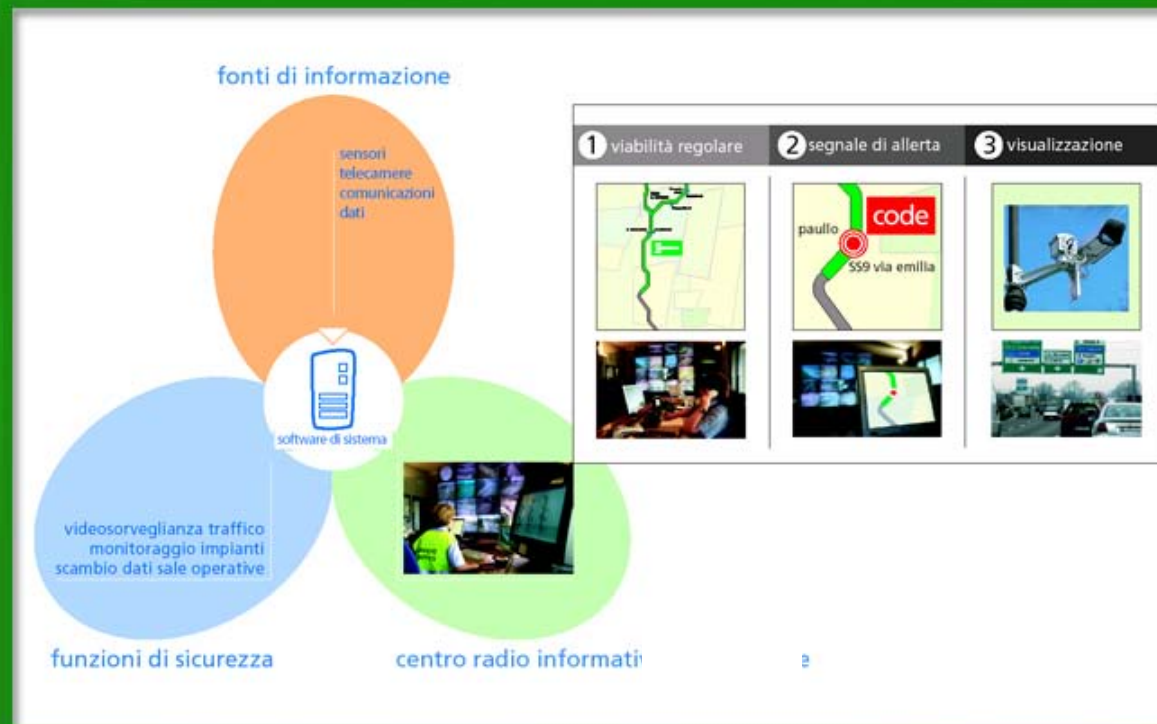 fonti di informazione
sensori
telecamere
comunicazioni
dati
software di sistema
videosorveglianza traffico
monitoraggio impianti
scambio dati sale operative
funzioni di sicurezza
centro radio
1 viabilità regolare
2 segnale di allerta
3 visualizzazione
code
paullo
SS9 via emilia